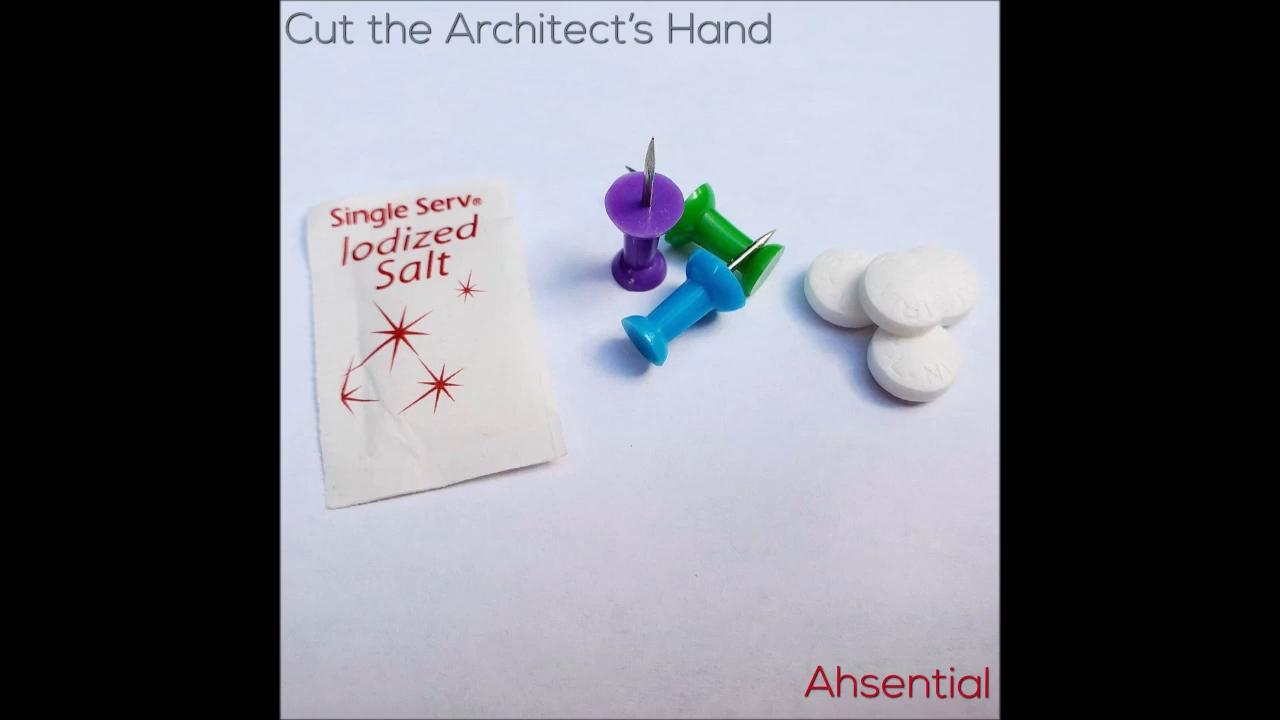 Cut the Architect's Hand
Single Serv®
Iodized
Salt
Ahsential